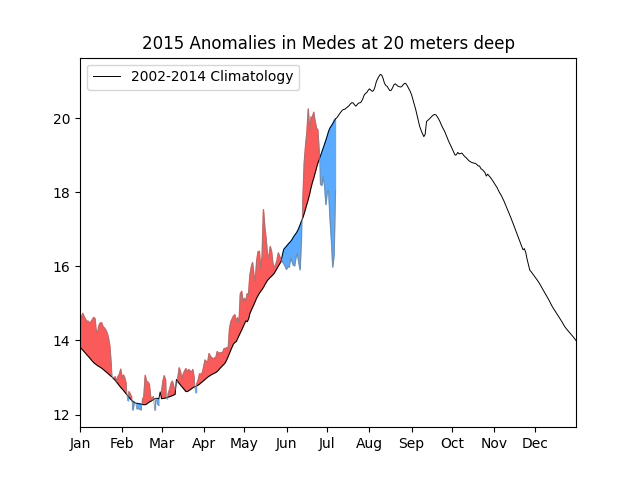 2015 Anomalies in Medes at 20 meters deep
2002-2014 Climatology
20
18
16
14
12
Jan Feb Mar Apr May Jun Jul Aug Sep Oct Nov Dec